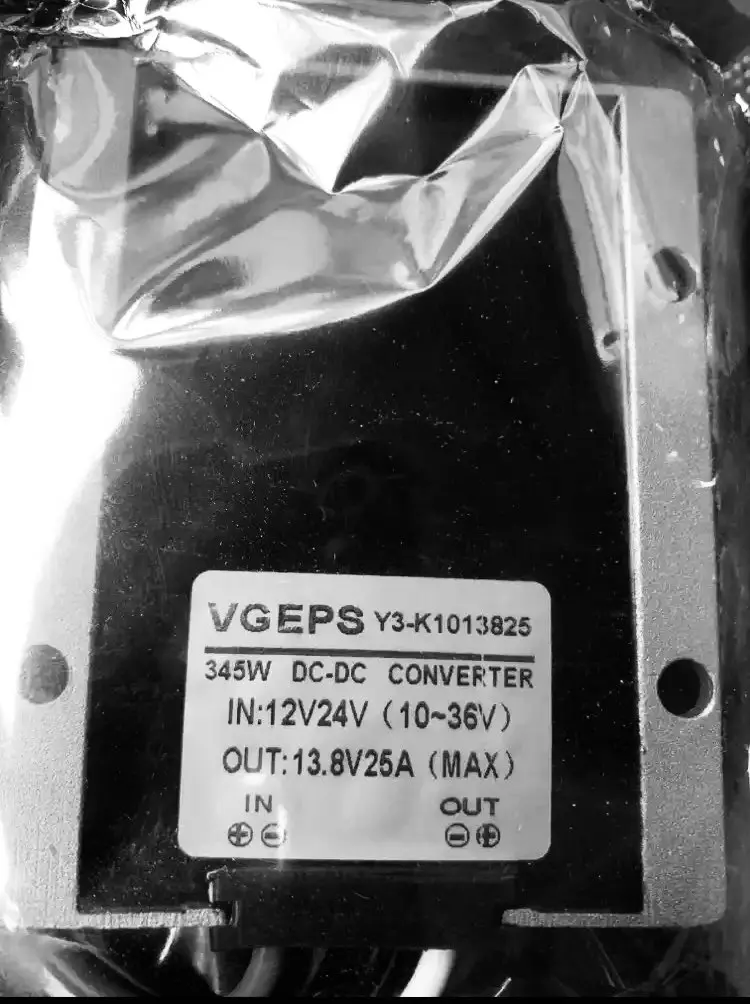 VGEPS Y3-K1013825
345W DC-DC CONVERTER
IN:12V24V (10~36V)
OUT:13.8V25A (MAX)
IN OUT
⊕ ⊖ ⊖ ⊕